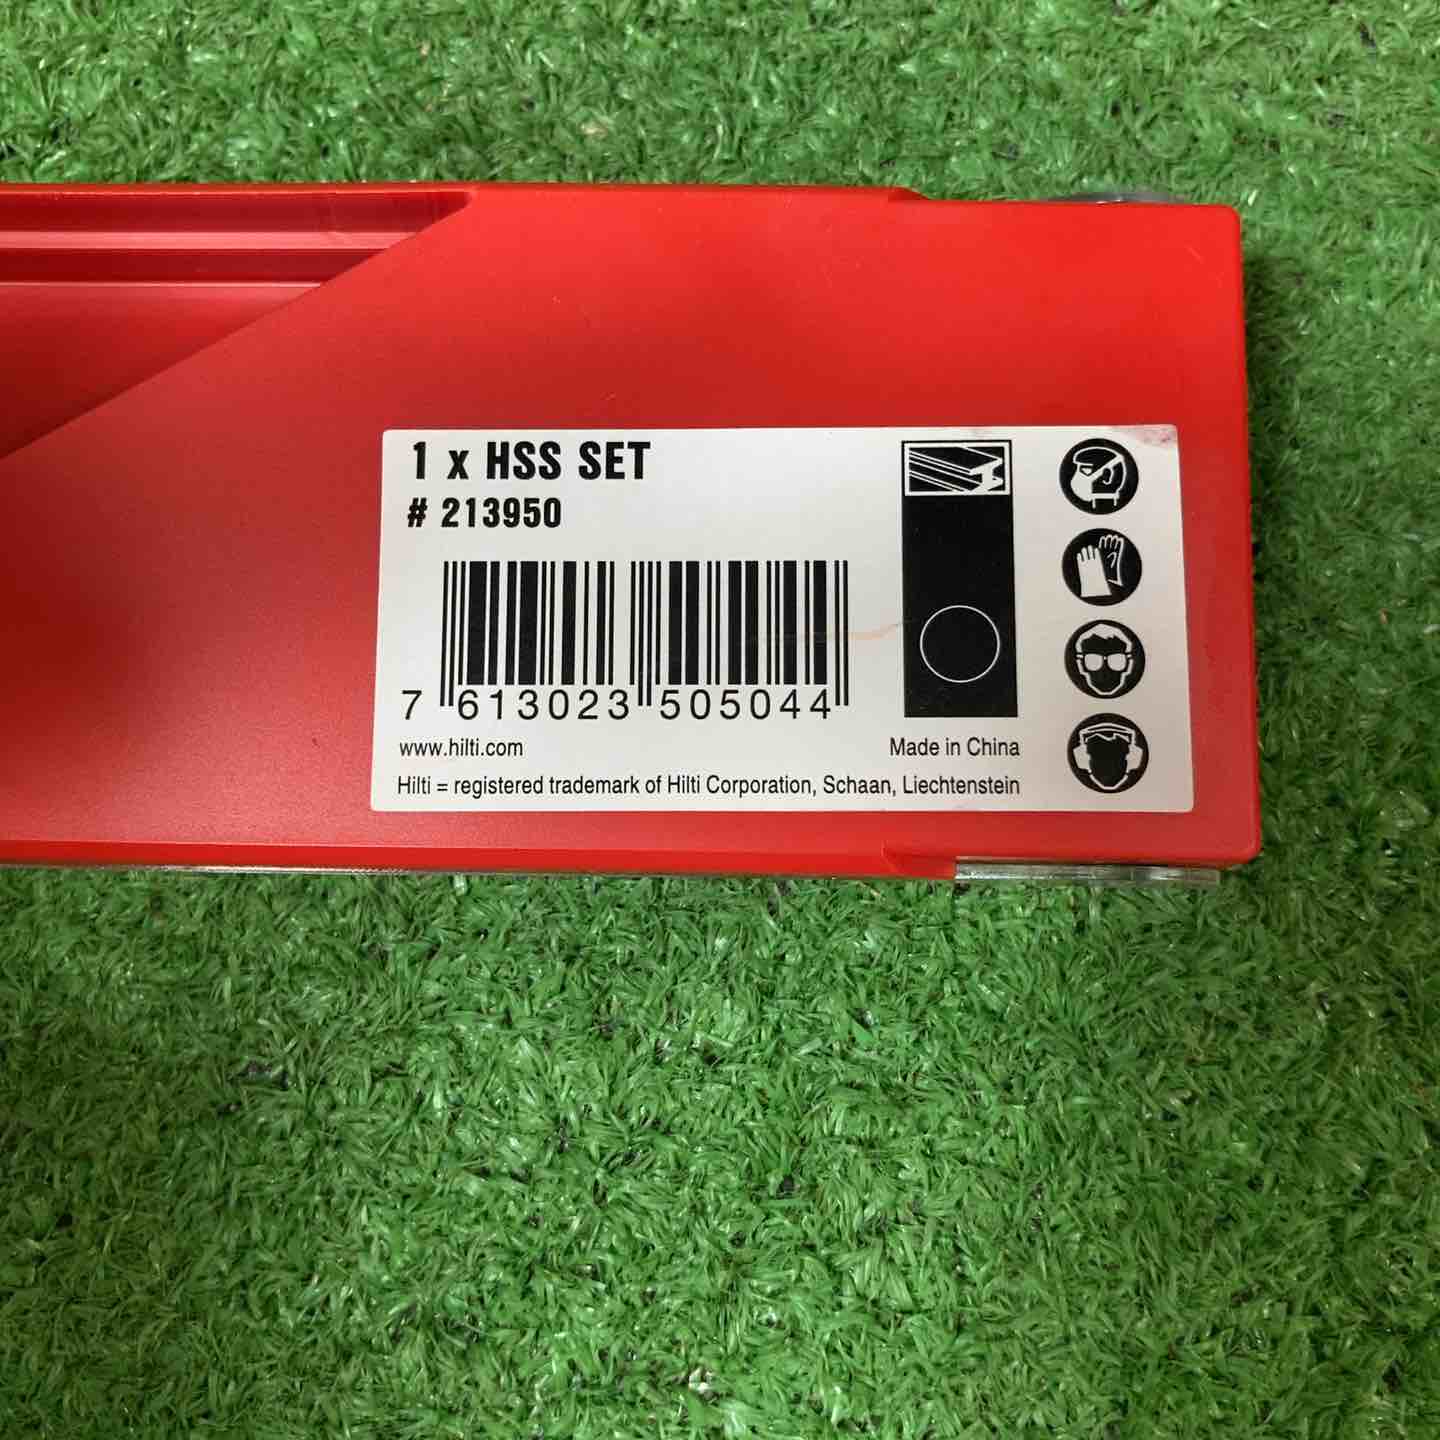 1 x HSS SET
# 213950
7 613023 505044
www.hilti.com
Made in China
Hilti = registered trademark of Hilti Corporation, Schaan, Liechtenstein